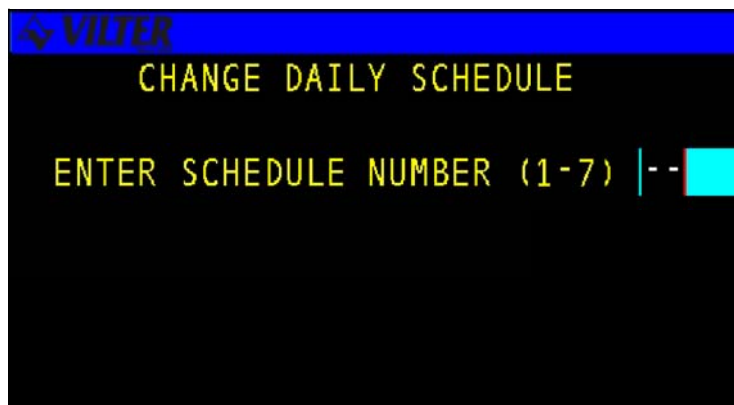 VILTER
CHANGE DAILY SCHEDULE
ENTER SCHEDULE NUMBER (1-7) --